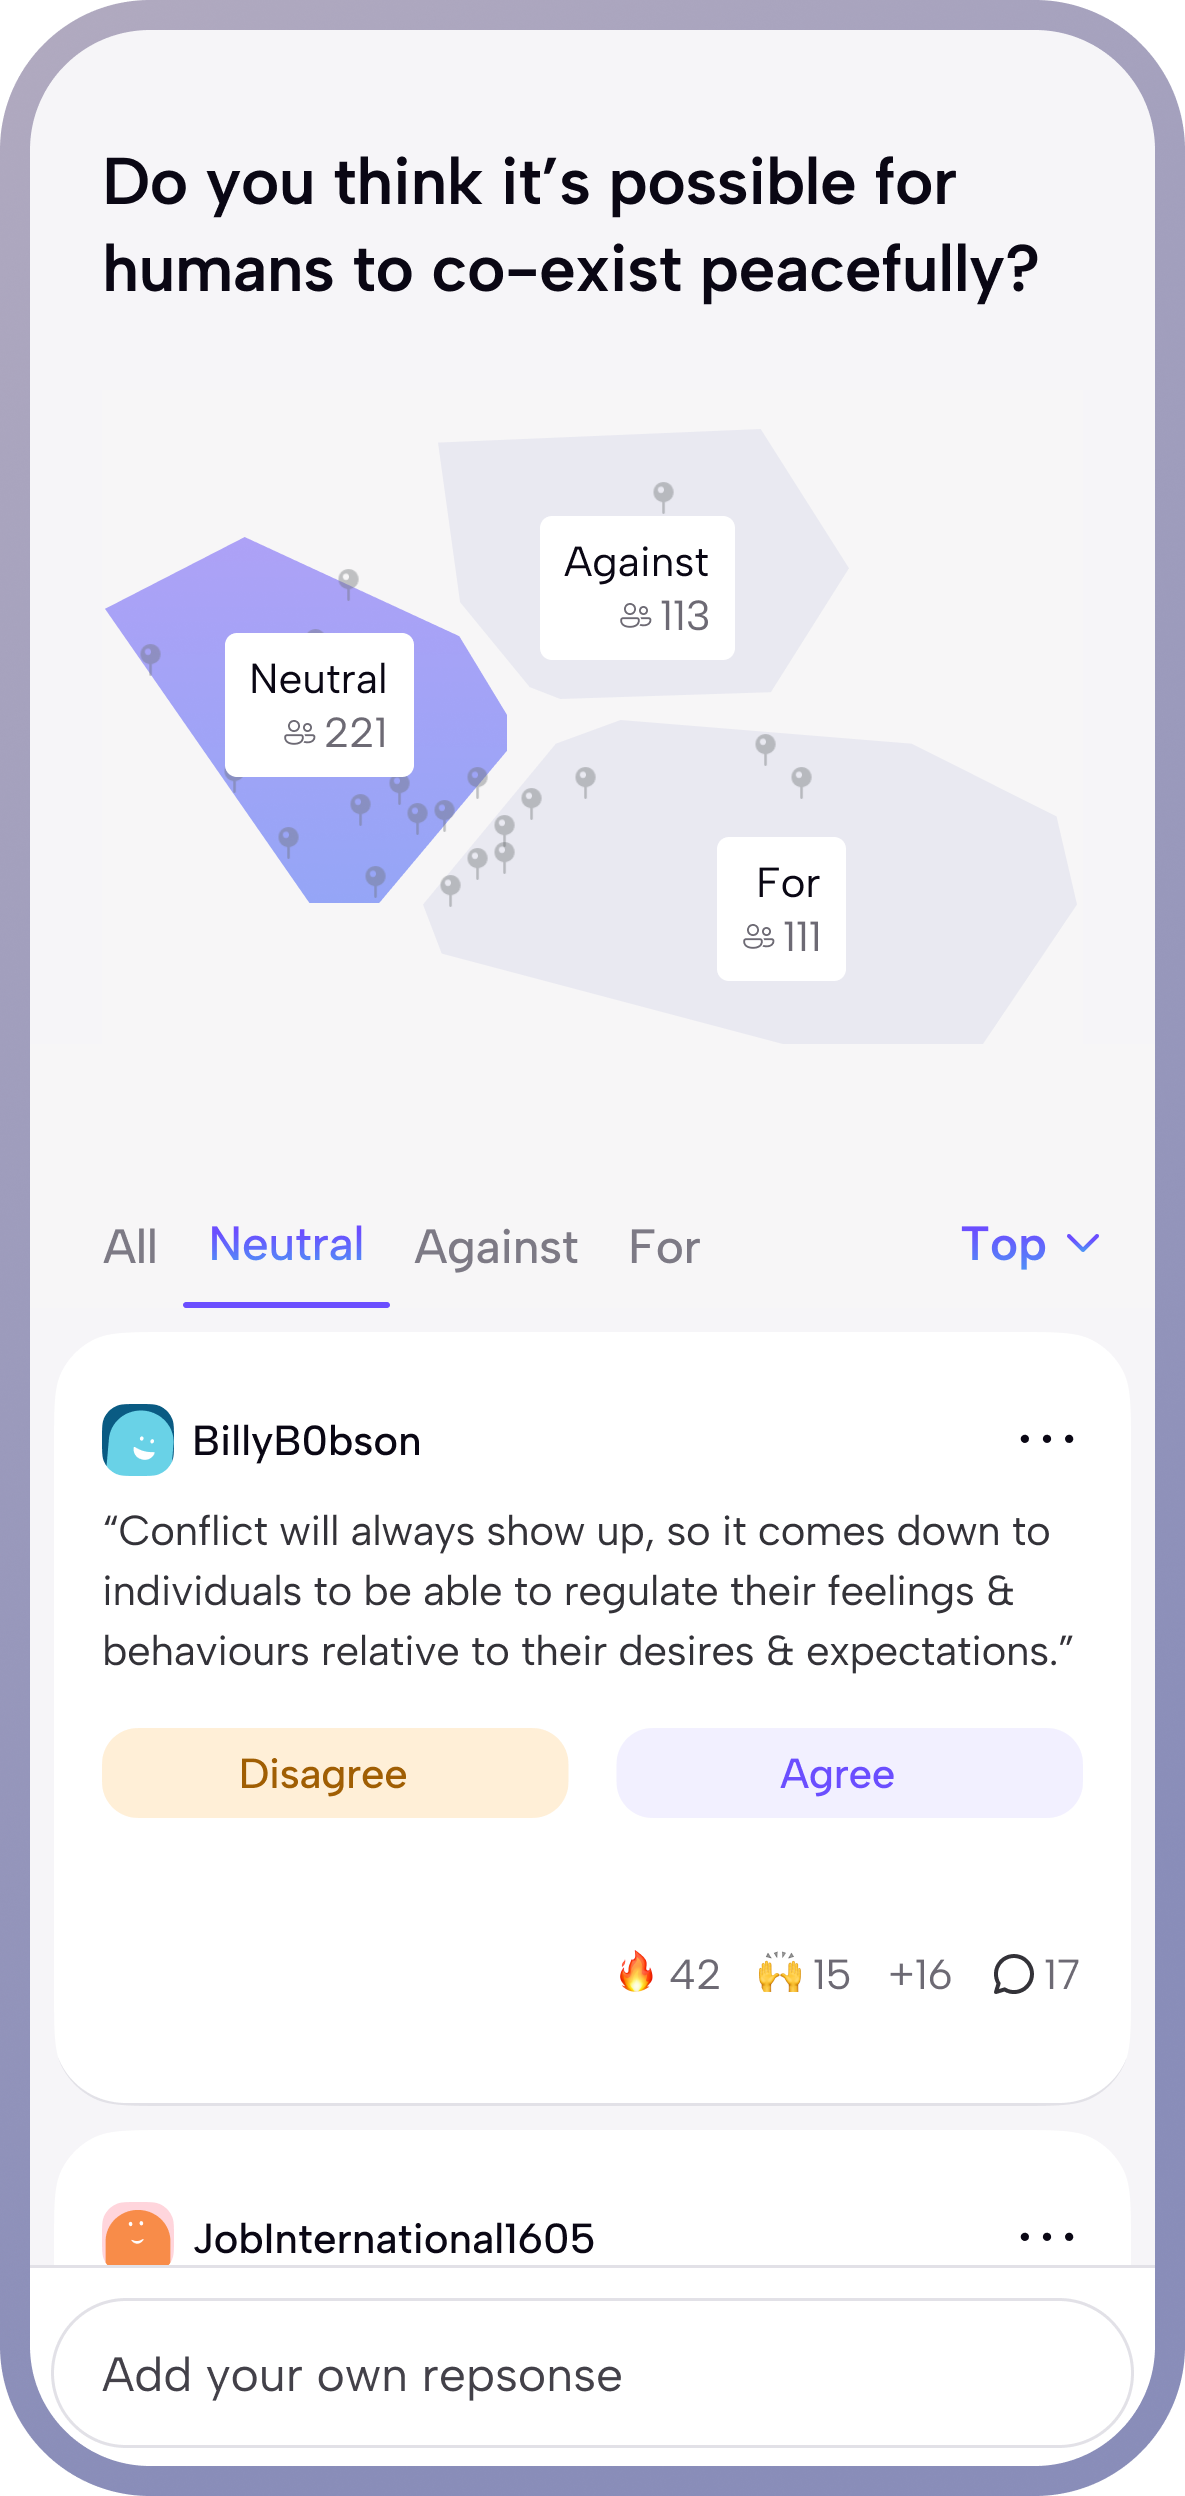 Do you think it’s possible for
humans to co-exist peacefully?
Against
113
Neutral
221
For
111
All Neutral Against For Top
BillyB0bson
“Conflict will always show up, so it comes down to
individuals to be able to regulate their feelings &
behaviours relative to their desires & expectations.”
Disagree Agree
42 15 +16 17
JobInternational1605
Add your own repsonse